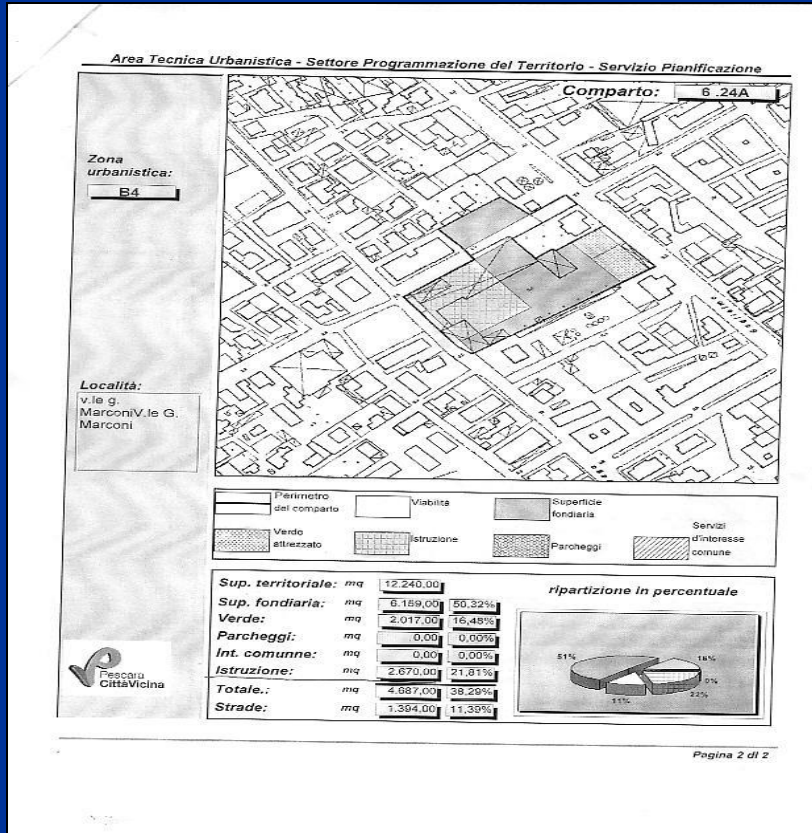 Area Tecnica Urbanistica - Settore Programmazione del Territorio - Servizio Pianificazione
Comparto: 6 .24A
Zona
urbanistica:
B4
Località:
v.le g.
MarconiV.le G.
Marconi
Perimetro
del comparto
Viabilità
Superficie
fondiaria
Verde
attrezzato
Istruzione
Parcheggi
Servizi
d'interesse
comune
Sup. territoriale: mq 12.240,00
Sup. fondiaria: mq 6.159,00 50,32%
Verde: mq 2.017,00 16,48%
Parcheggi: mq 0,00 0,00%
Int. comunne: mq 0,00 0,00%
Istruzione: mq 2.670,00 21,81%
Totale.: mq 4.687,00 38,29%
Strade: mq 1.394,00 11,39%
ripartizione in percentuale
51%
16%
0%
22%
11%
Pescara
CittàVicina
Pagina 2 di 2